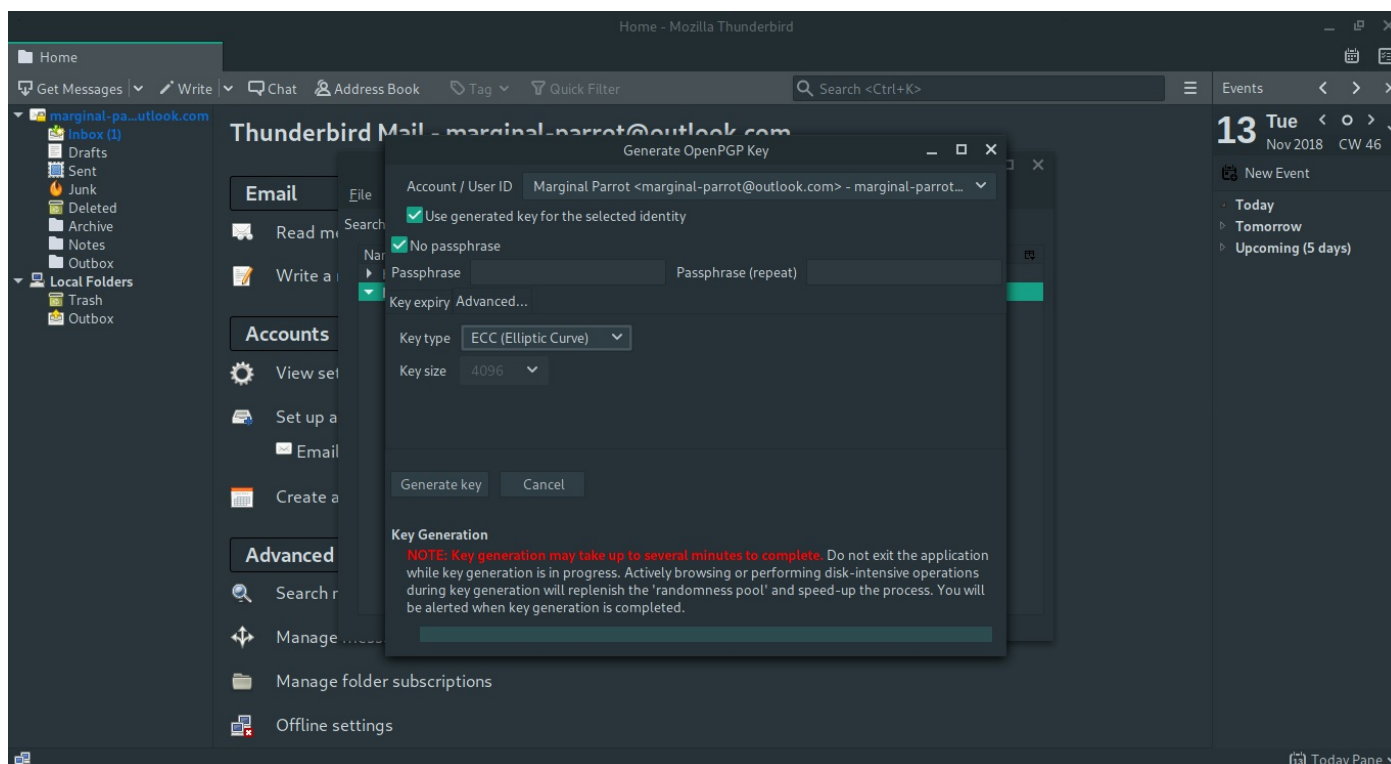 Home - Mozilla Thunderbird
Home
Get Messages Write Chat Address Book Tag Quick Filter Search <Ctrl+K> Events
marginal-pa...utlook.com
Inbox (1)
Drafts
Sent
Junk
Deleted
Archive
Notes
Outbox
Local Folders
Trash
Outbox
Thunderbird Mail - marginal-parrot@outlook.com
Email
Read me
Write a
Accounts
View set
Set up a
Email
Create a
Advanced
Search
Manage
Manage folder subscriptions
Offline settings
File
Search
Nar
Generate OpenPGP Key
Account / User ID Marginal Parrot <marginal-parrot@outlook.com> - marginal-parrot...
Use generated key for the selected identity
No passphrase
Passphrase Passphrase (repeat)
Key expiry Advanced...
Key type ECC (Elliptic Curve)
Key size 4096
Generate key Cancel
Key Generation
NOTE: Key generation may take up to several minutes to complete. Do not exit the application
while key generation is in progress. Actively browsing or performing disk-intensive operations
during key generation will replenish the 'randomness pool' and speed-up the process. You will
be alerted when key generation is completed.
13 Tue
Nov 2018 CW 46
New Event
Today
Tomorrow
Upcoming (5 days)
13 Today Pane